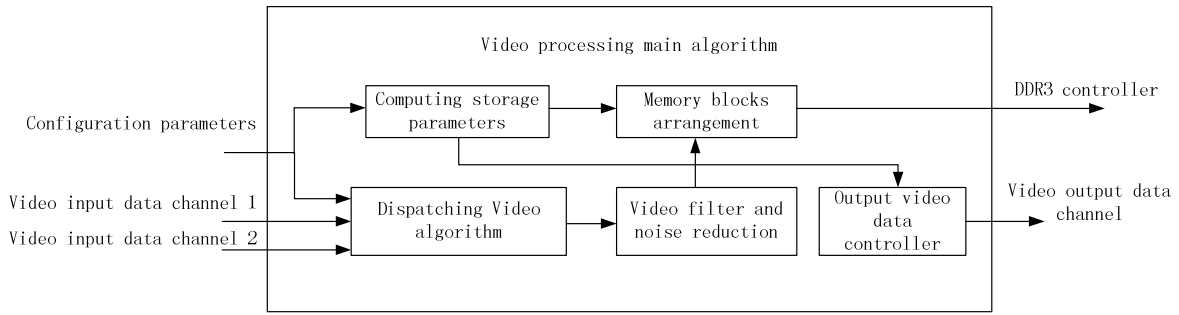 Video processing main algorithm
Configuration parameters
Computing storage
parameters
Memory blocks
arrangement
DDR3 controller
Video input data channel 1
Video input data channel 2
Dispatching Video
algorithm
Video filter and
noise reduction
Output video
data
controller
Video output data
channel